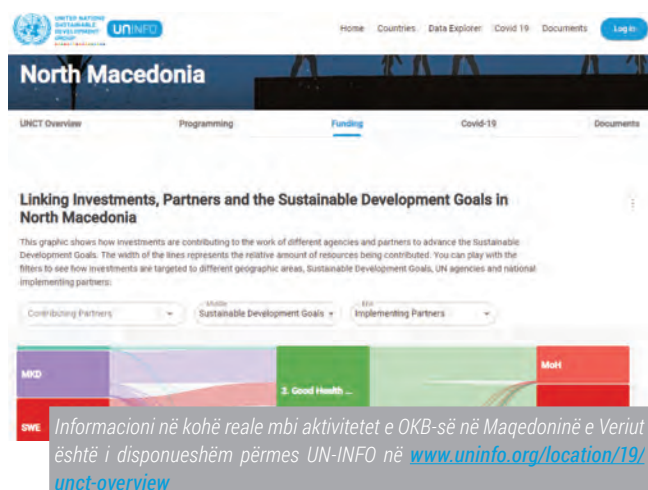 UNITED NATIONS
SUSTAINABLE
DEVELOPMENT
GROUP
UNINFO
Home Countries Data Explorer Covid 19 Documents Log in
North Macedonia
UNCT Overview Programming Funding Covid-19 Documents
Linking Investments, Partners and the Sustainable Development Goals in
North Macedonia
This graphic shows how investments are contributing to the work of different agencies and partners to advance the Sustainable
Development Goals. The width of the lines represents the relative amount of resources being contributed. You can play with the
filters to see how investments are targeted to different geographic areas, Sustainable Development Goals, UN agencies and national
implementing partners.
Middle
Contributing Partners Sustainable Development Goals Implementing Partners
MKD
MoH
2. Good Health ...
SWE
Informacioni në kohë reale mbi aktivitetet e OKB-së në Maqedoninë e Veriut
është i disponueshëm përmes UN-INFO në www.uninfo.org/location/19/
unct-overview